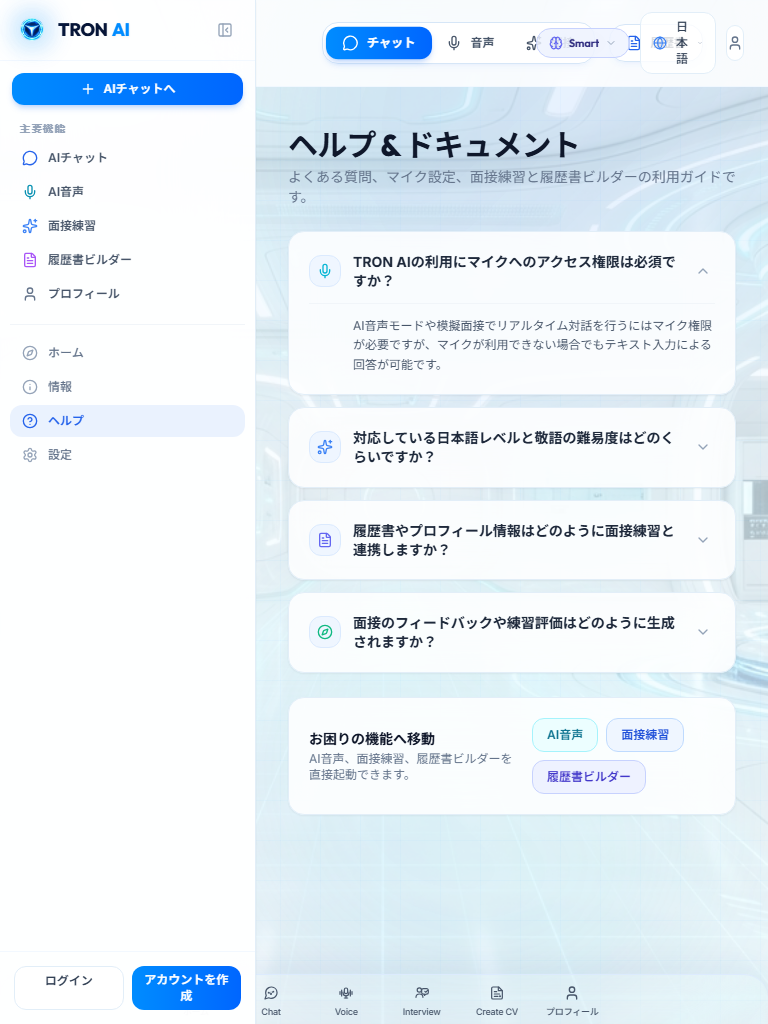 TRON AI
AIチャットへ
主要機能
AIチャット
AI音声
面接練習
履歴書ビルダー
プロフィール
ホーム
情報
ヘルプ
設定
ログイン
アカウントを作
成
チャット
音声
Smart
日
本
語
ヘルプ & ドキュメント
よくある質問、マイク設定、面接練習と履歴書ビルダーの利用ガイドで
す。
TRON AIの利用にマイクへのアクセス権限は必須で
すか？
AI音声モードや模擬面接でリアルタイム対話を行うにはマイク権限
が必要ですが、マイクが利用できない場合でもテキスト入力による
回答が可能です。
対応している日本語レベルと敬語の難易度はどのく
らいですか？
履歴書やプロフィール情報はどのように面接練習と
連携しますか？
面接のフィードバックや練習評価はどのように生成
されますか？
お困りの機能へ移動
AI音声、面接練習、履歴書ビルダーを
直接起動できます。
AI音声
面接練習
履歴書ビルダー
Chat
Voice
Interview
Create CV
プロフィール